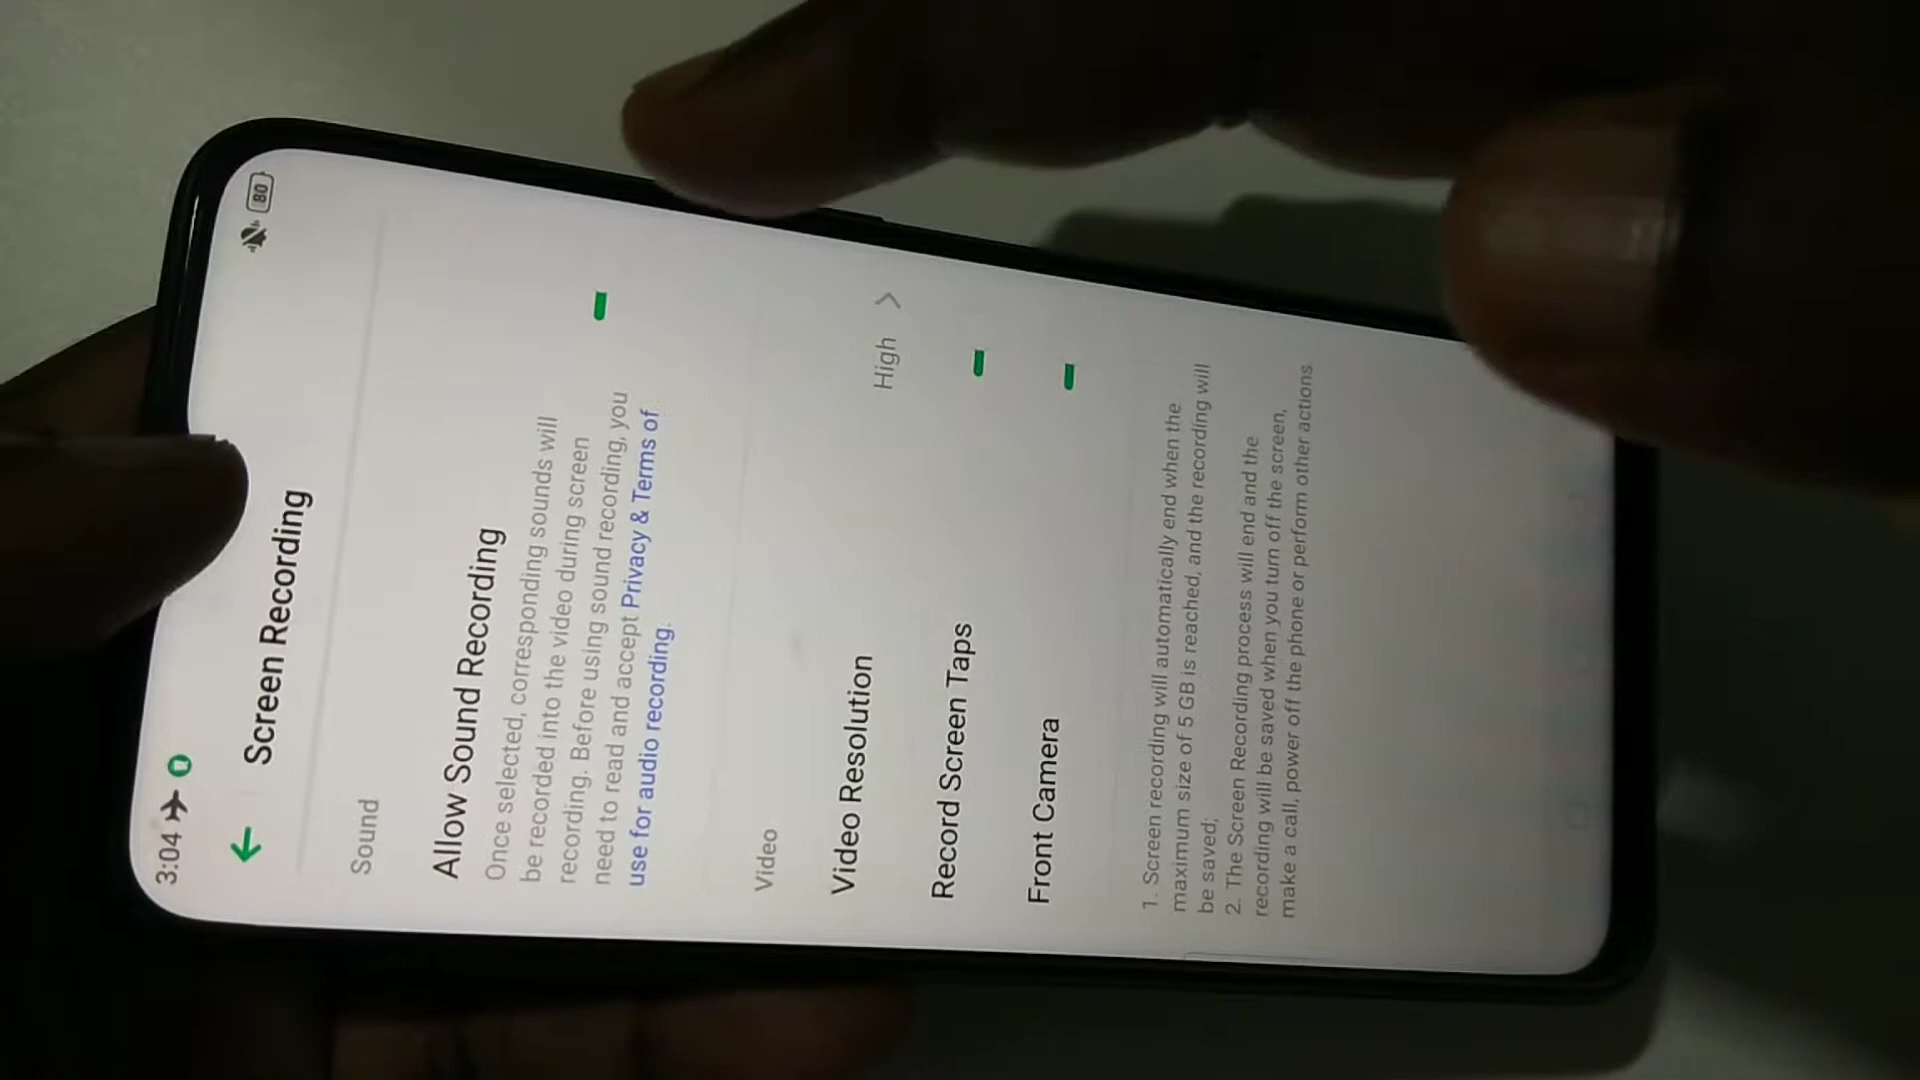 3:04
80
Screen Recording
Sound
Allow Sound Recording
Once selected, corresponding sounds will
be recorded into the video during screen
recording. Before using sound recording, you
need to read and accept Privacy & Terms of
use for audio recording.
Video
Video Resolution
High
Record Screen Taps
Front Camera
1. Screen recording will automatically end when the
maximum size of 5 GB is reached, and the recording will
be saved;
2. The Screen Recording process will end and the
recording will be saved when you turn off the screen,
make a call, power off the phone or perform other actions.